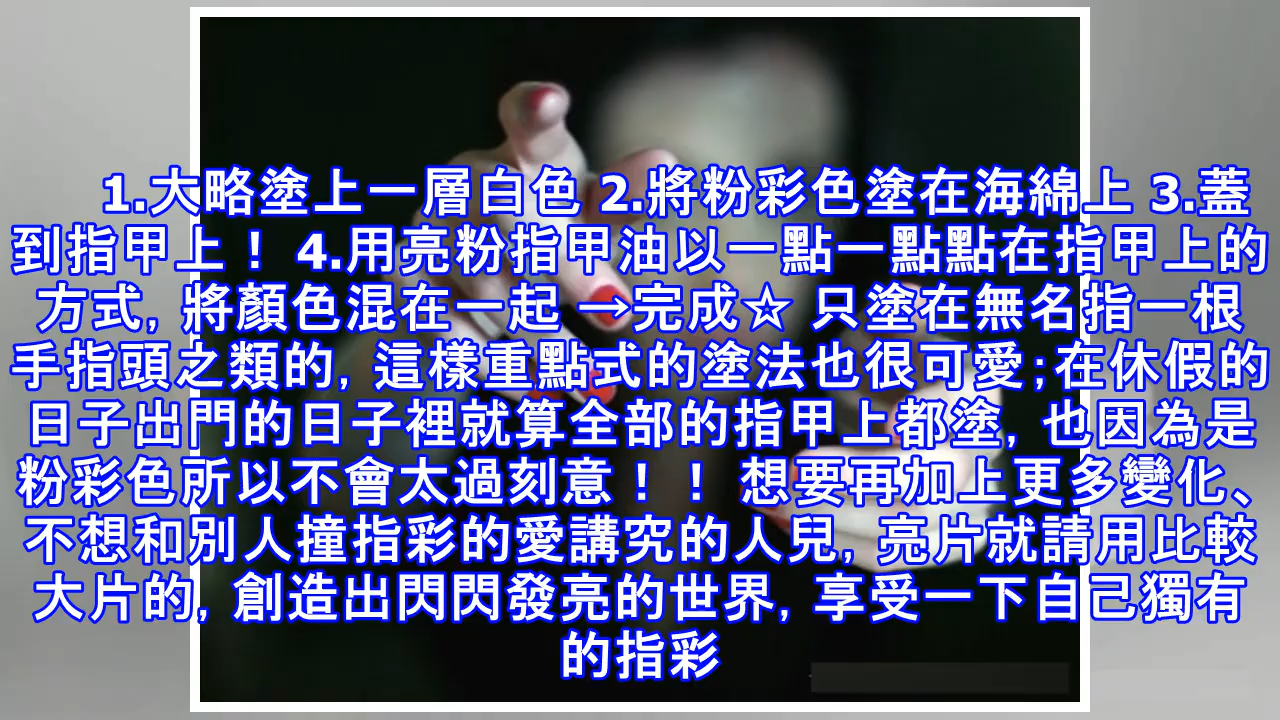 1.大略塗上一層白色 2.將粉彩色塗在海綿上 3.蓋
到指甲上！ 4.用亮粉指甲油以一點一點點在指甲上的
方式, 將顏色混在一起 →完成☆ 只塗在無名指一根
手指頭之類的, 這樣重點式的塗法也很可愛;在休假的
日子出門的日子裡就算全部的指甲上都塗, 也因為是
粉彩色所以不會太過刻意！！ 想要再加上更多變化、
不想和別人撞指彩的愛講究的人兒, 亮片就請用比較
大片的, 創造出閃閃發亮的世界, 享受一下自己獨有
的指彩